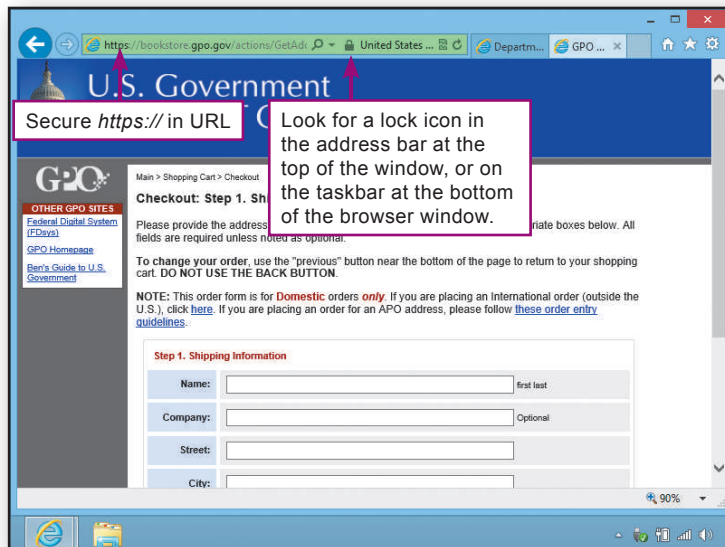 https://bookstore.gpo.gov/actions/GetAd United States ... Departm... GPO ...
U.S. Government
Secure https:// in URL
Look for a lock icon in
the address bar at the
top of the window, or on
the taskbar at the bottom
of the browser window.
GPO
OTHER GPO SITES
Federal Digital System
(FDsys)
GPO Homepage
Ben's Guide to U.S.
Government
Main > Shopping Cart > Checkout
Checkout: Step 1. Shi
Please provide the address riate boxes below. All
fields are required unless noted as optional.
To change your order, use the "previous" button near the bottom of the page to return to your shopping
cart. DO NOT USE THE BACK BUTTON.
NOTE: This order form is for Domestic orders only. If you are placing an International order (outside the
U.S.), click here. If you are placing an order for an APO address, please follow these order entry
guidelines.
Step 1. Shipping Information
Name: first last
Company: Optional
Street:
City:
90%